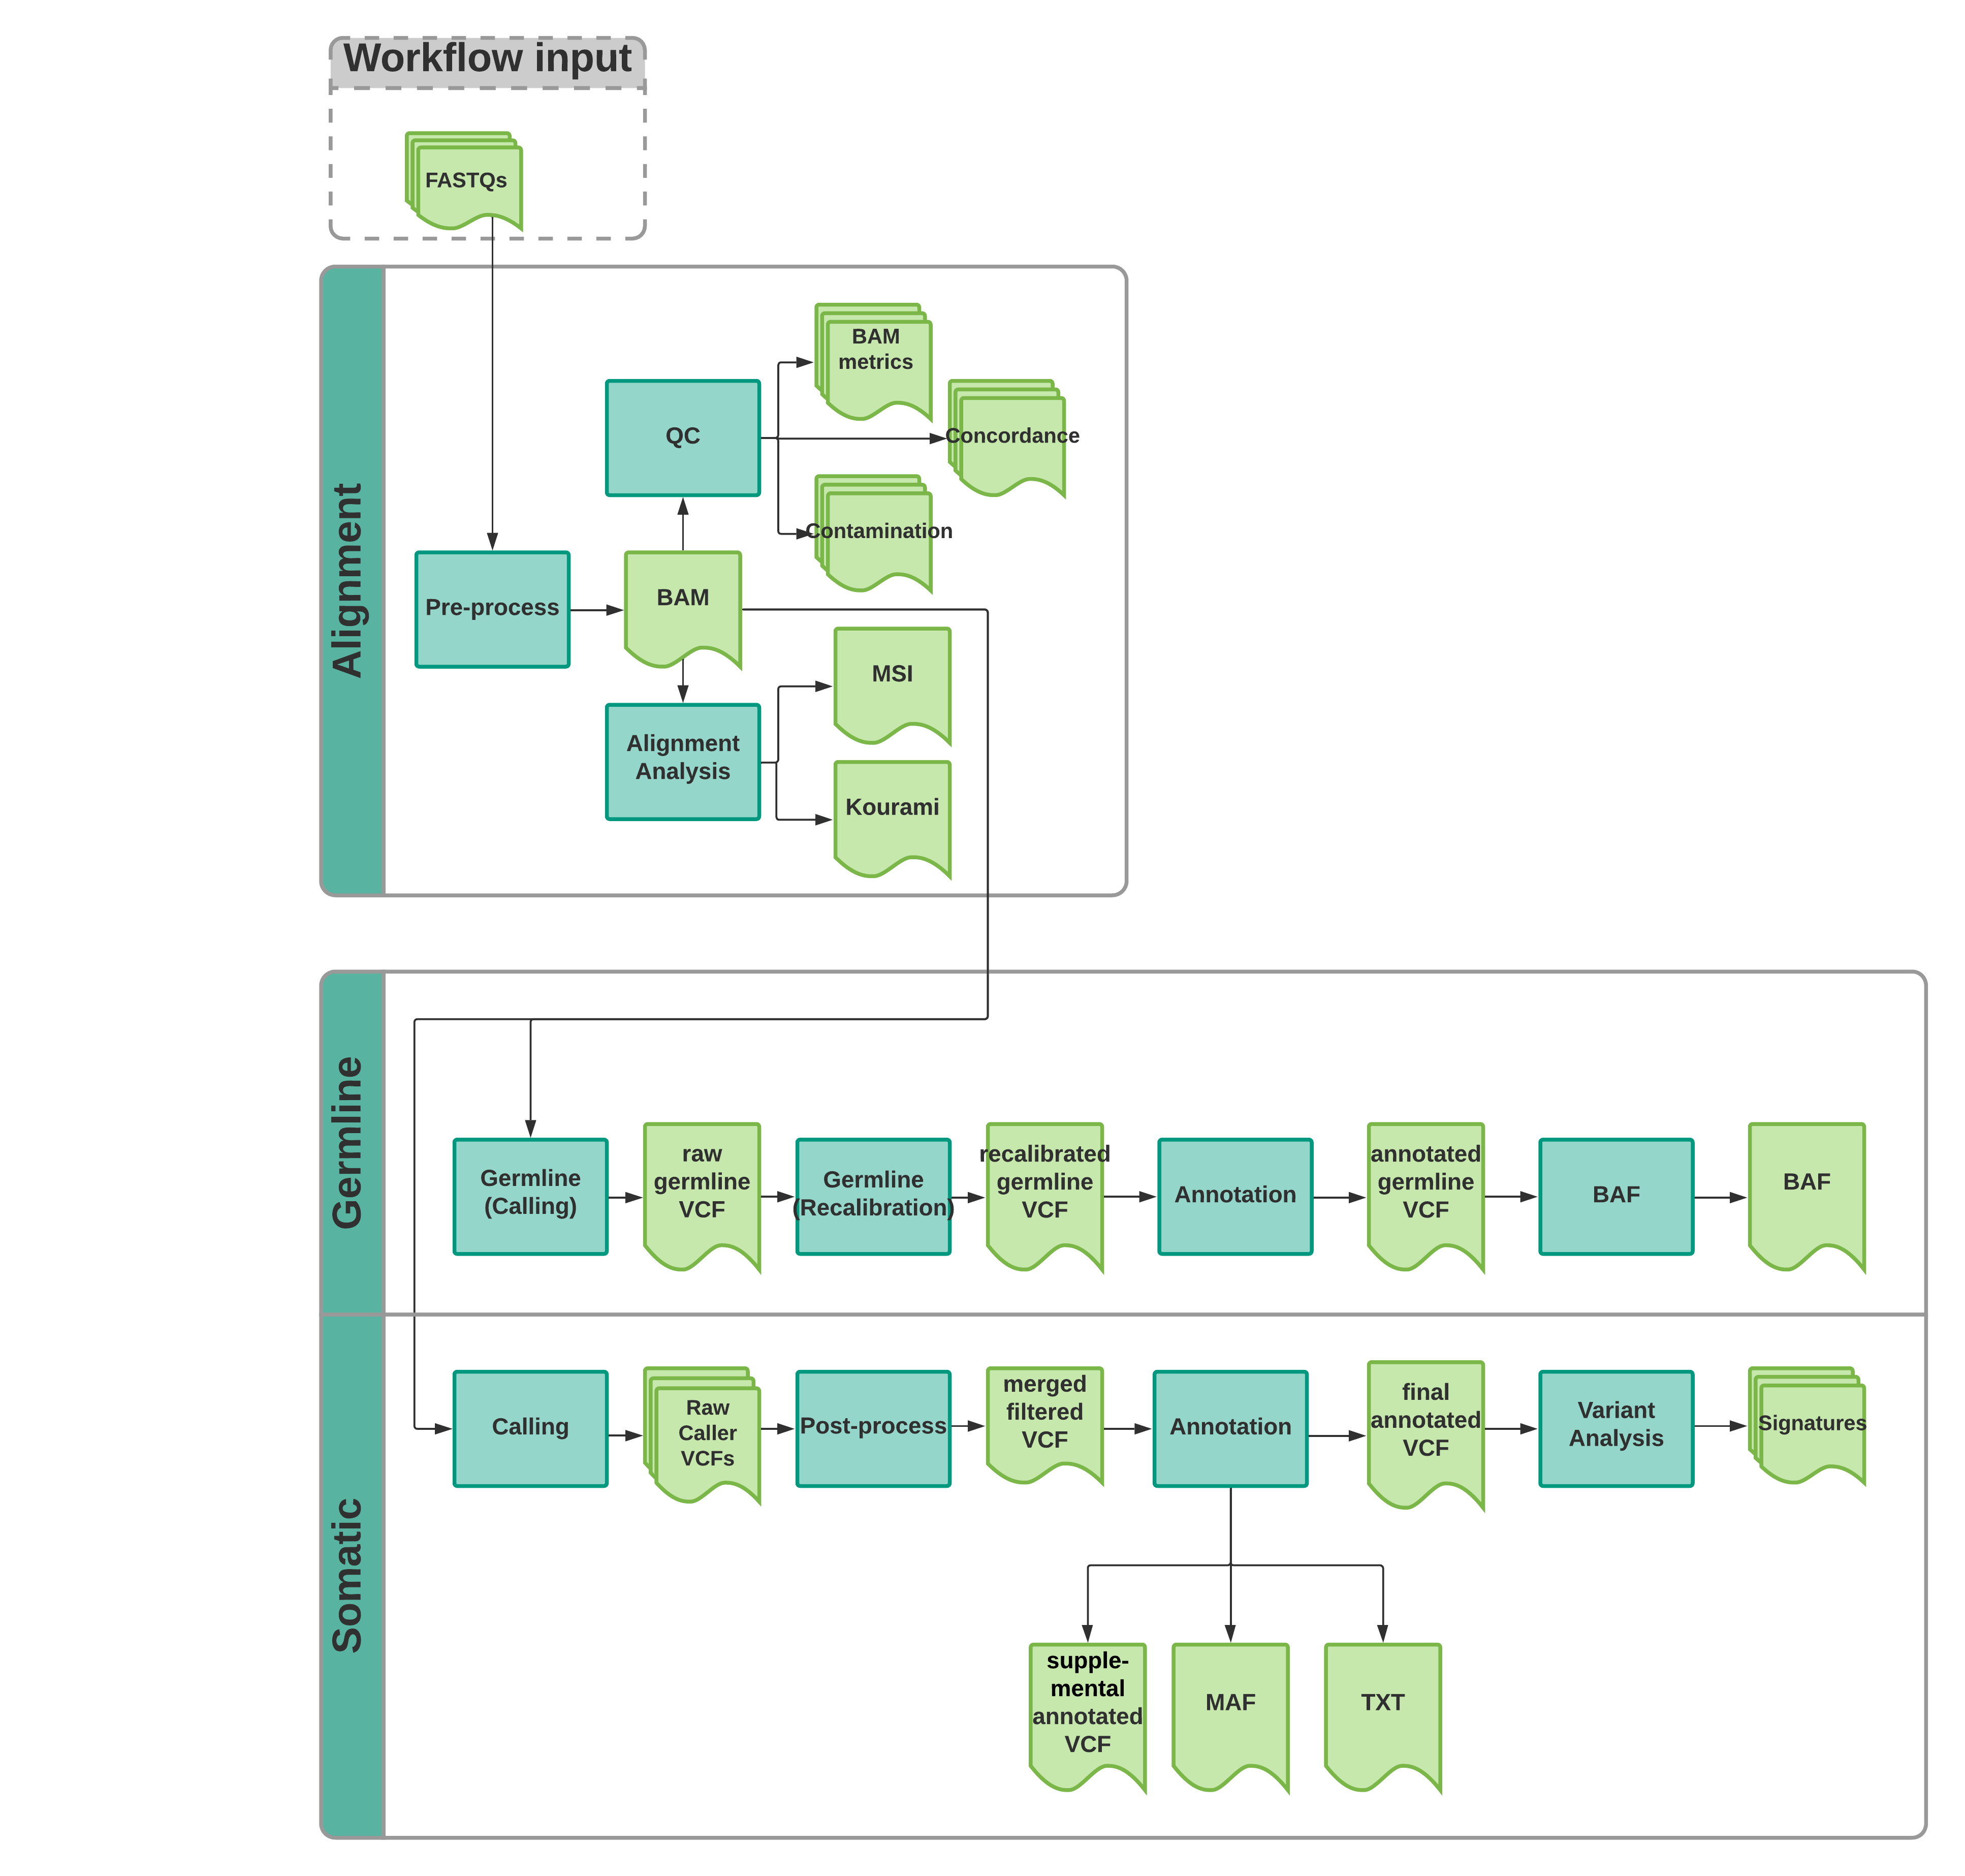 Workflow input
FASTQs
Alignment
BAM
metrics
QC
Concordance
Contamination
Pre-process
BAM
MSI
Alignment
Analysis
Kourami
Germline
Germline
(Calling)
raw
germline
VCF
Germline
(Recalibration)
recalibrated
germline
VCF
Annotation
annotated
germline
VCF
BAF
BAF
Somatic
Calling
Raw
Caller
VCFs
Post-process
merged
filtered
VCF
Annotation
final
annotated
VCF
Variant
Analysis
Signatures
supple-
mental
annotated
VCF
MAF
TXT